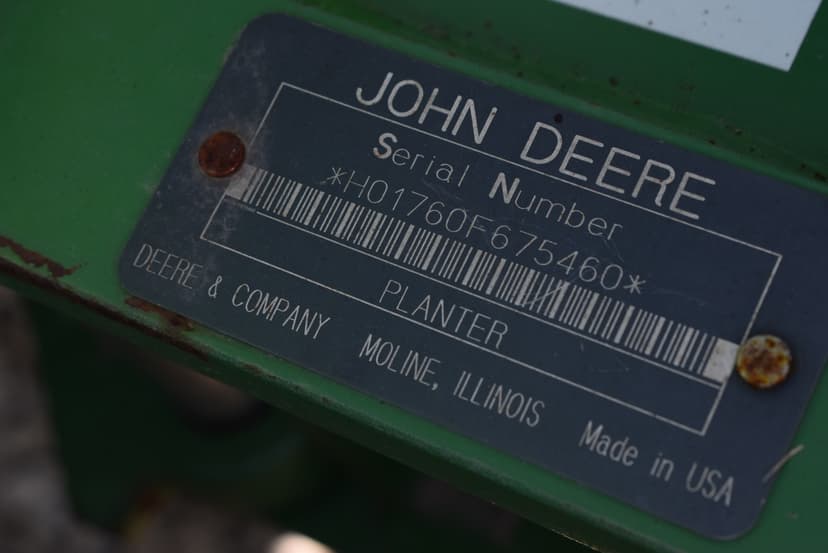 JOHN DEERE
Serial Number
*H01760F675460*
PLANTER
DEERE & COMPANY MOLINE, ILLINOIS Made in USA